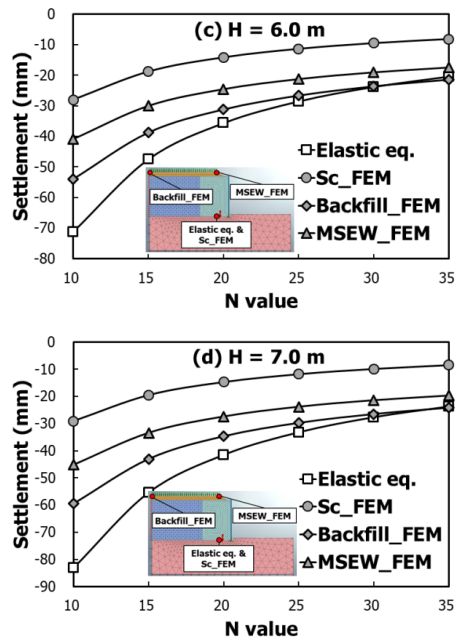 (c) H = 6.0 m
Settlement (mm)
0
-10
-20
-30
-40
-50
-60
-70
-80
Elastic eq.
Sc_FEM
Backfill_FEM
MSEW_FEM
Backfill_FEM
MSEW_FEM
Elastic eq. &
Sc_FEM
10 15 20 25 30 35
N value
(d) H = 7.0 m
Settlement (mm)
0
-10
-20
-30
-40
-50
-60
-70
-80
-90
Elastic eq.
Sc_FEM
Backfill_FEM
MSEW_FEM
Backfill_FEM
MSEW_FEM
Elastic eq. &
Sc_FEM
10 15 20 25 30 35
N value